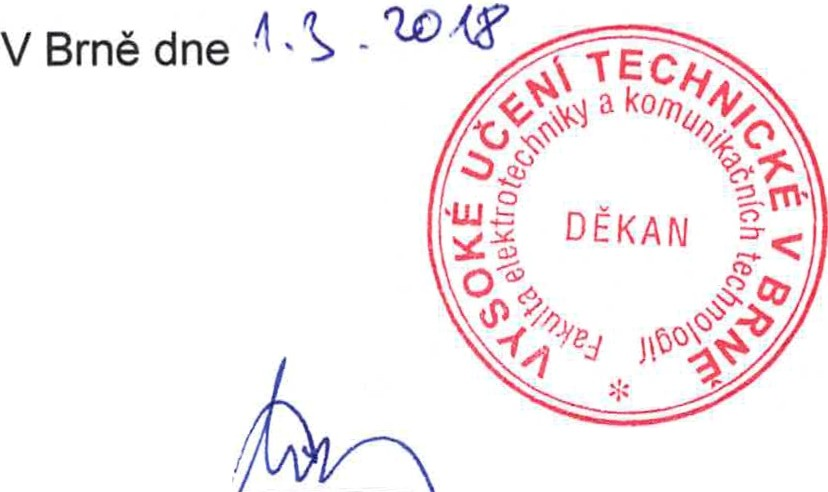 V Brně dne 1.3.2018
VYSOKÉ UČENÍ TECHNICKÉ V BRNĚ
Fakulta elektrotechniky a komunikačních technologií
DĚKAN
*